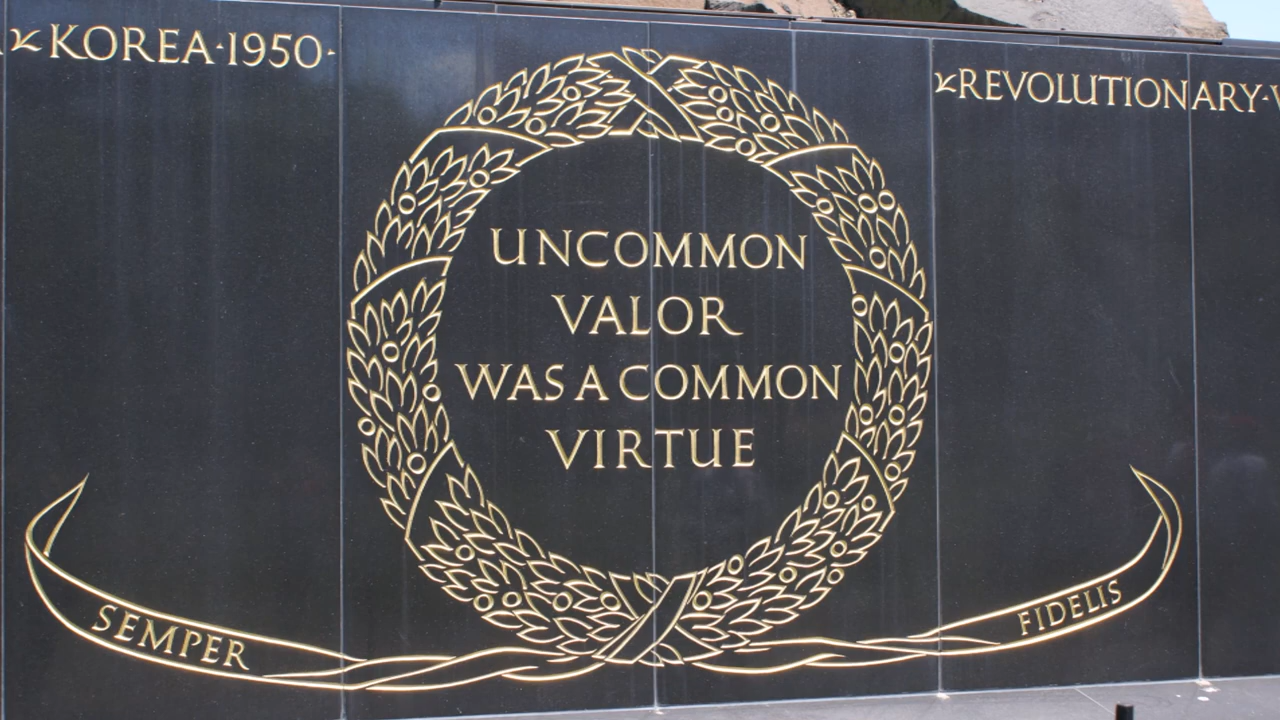 KOREA·1950·
REVOLUTIONARY·
UNCOMMON
VALOR
WAS A COMMON
VIRTUE
SEMPER
FIDELIS